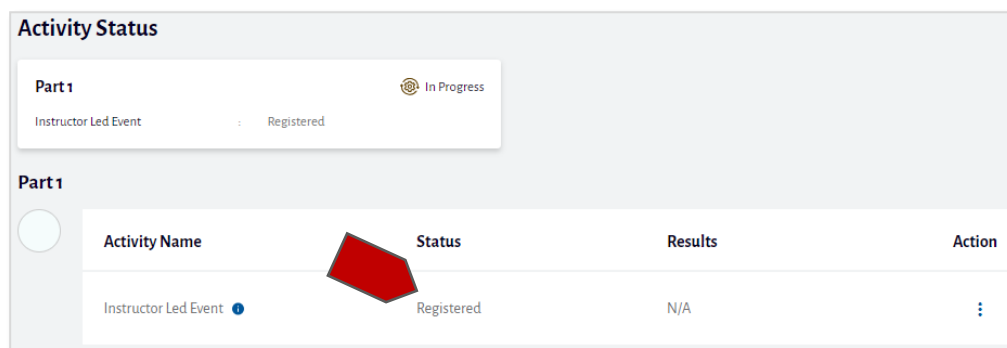 Activity Status
Part 1 In Progress
Instructor Led Event : Registered
Part 1
Activity Name Status Results Action
Instructor Led Event Registered N/A